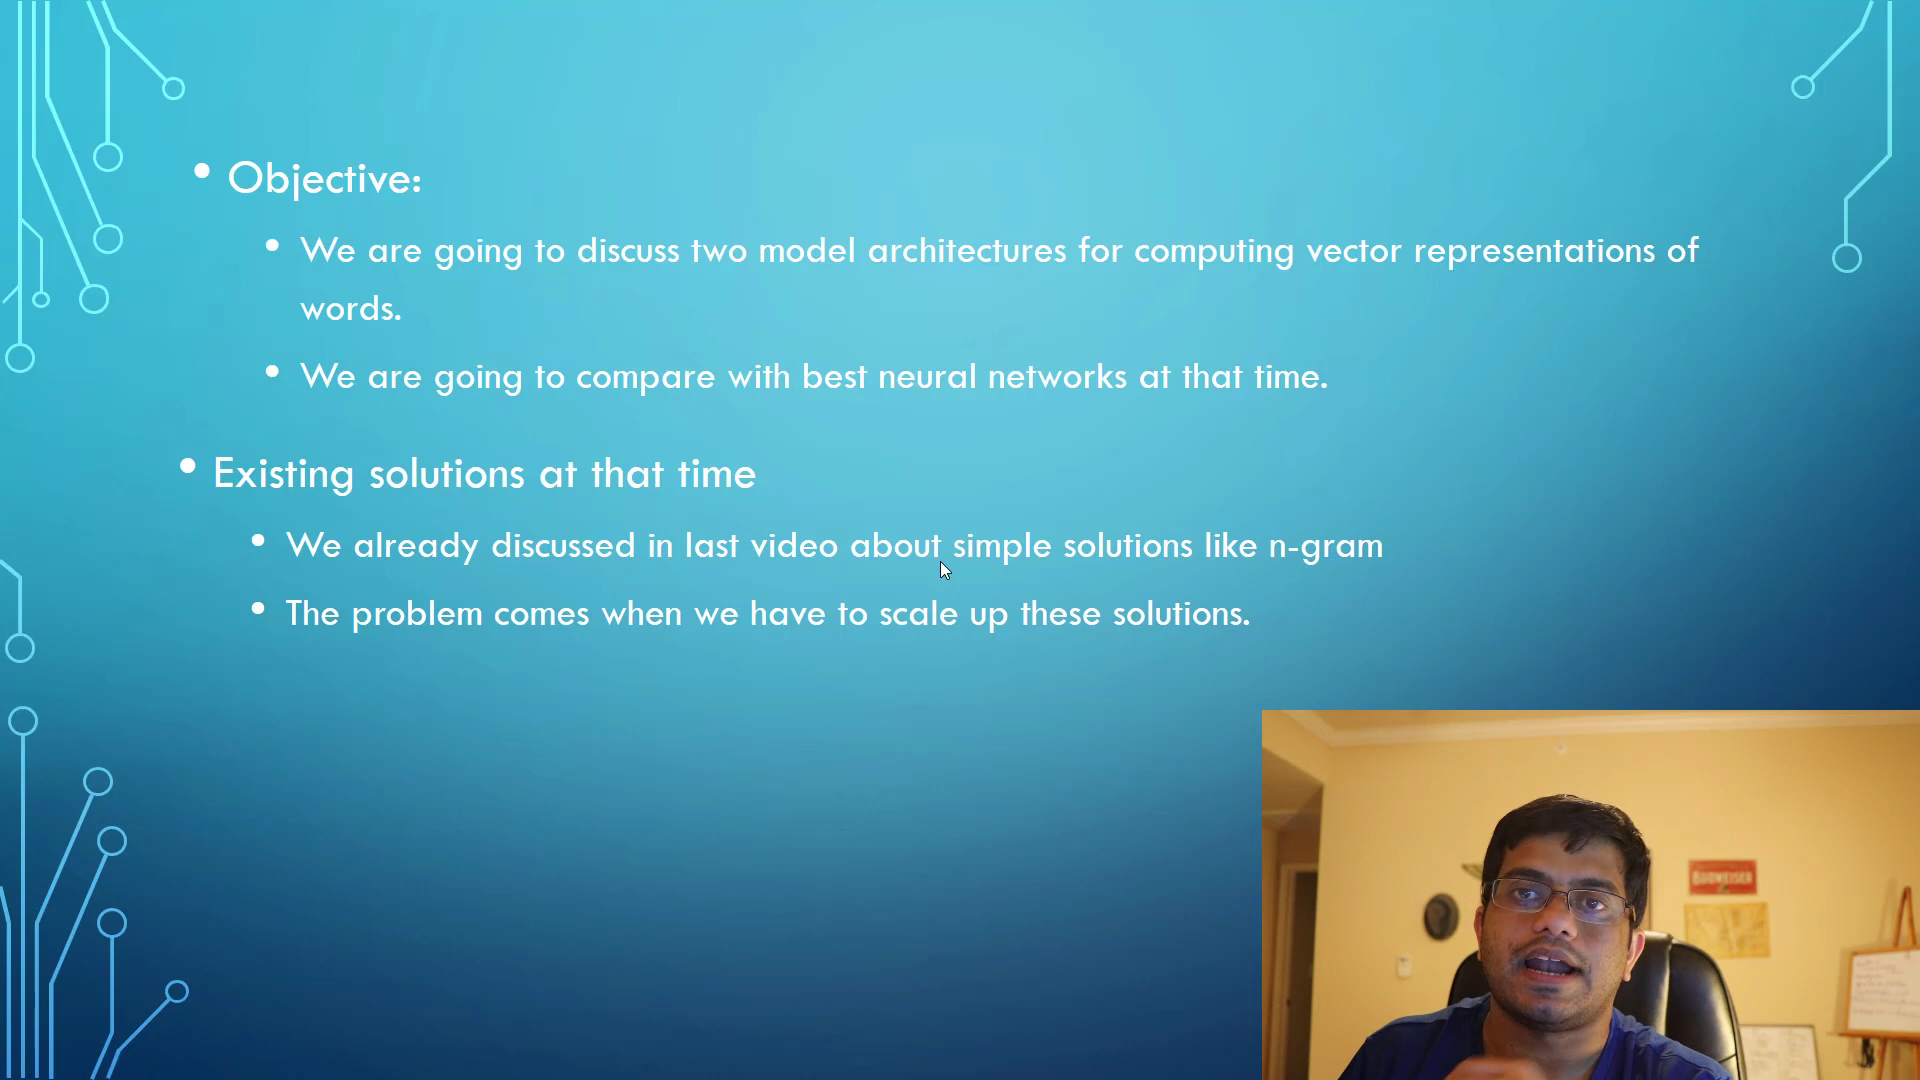 Objective:
We are going to discuss two model architectures for computing vector representations of
words.
We are going to compare with best neural networks at that time.
Existing solutions at that time
We already discussed in last video about simple solutions like n-gram
The problem comes when we have to scale up these solutions.
BUDWEISER